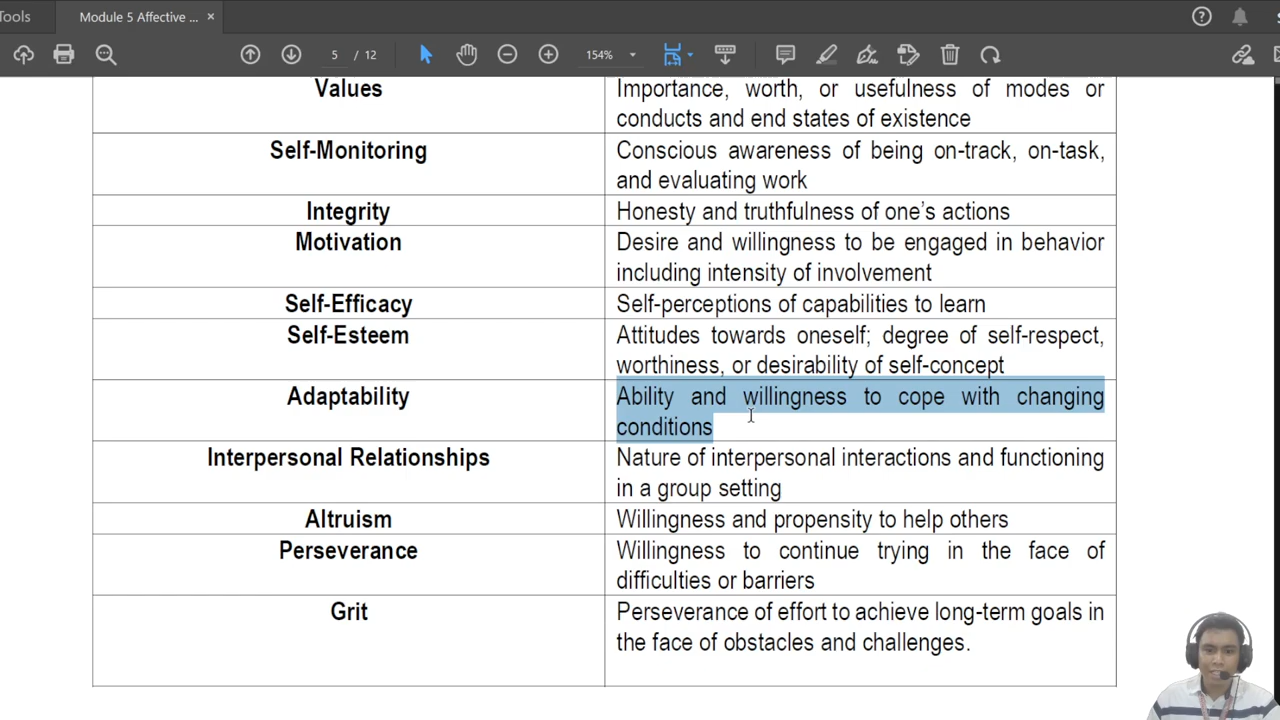 Tools
Module 5 Affective ... ×
5 / 12
154%
Values
Importance, worth, or usefulness of modes or
conducts and end states of existence
Self-Monitoring
Conscious awareness of being on-track, on-task,
and evaluating work
Integrity
Honesty and truthfulness of one's actions
Motivation
Desire and willingness to be engaged in behavior
including intensity of involvement
Self-Efficacy
Self-perceptions of capabilities to learn
Self-Esteem
Attitudes towards oneself; degree of self-respect,
worthiness, or desirability of self-concept
Adaptability
Ability and willingness to cope with changing
conditions
Interpersonal Relationships
Nature of interpersonal interactions and functioning
in a group setting
Altruism
Willingness and propensity to help others
Perseverance
Willingness to continue trying in the face of
difficulties or barriers
Grit
Perseverance of effort to achieve long-term goals in
the face of obstacles and challenges.